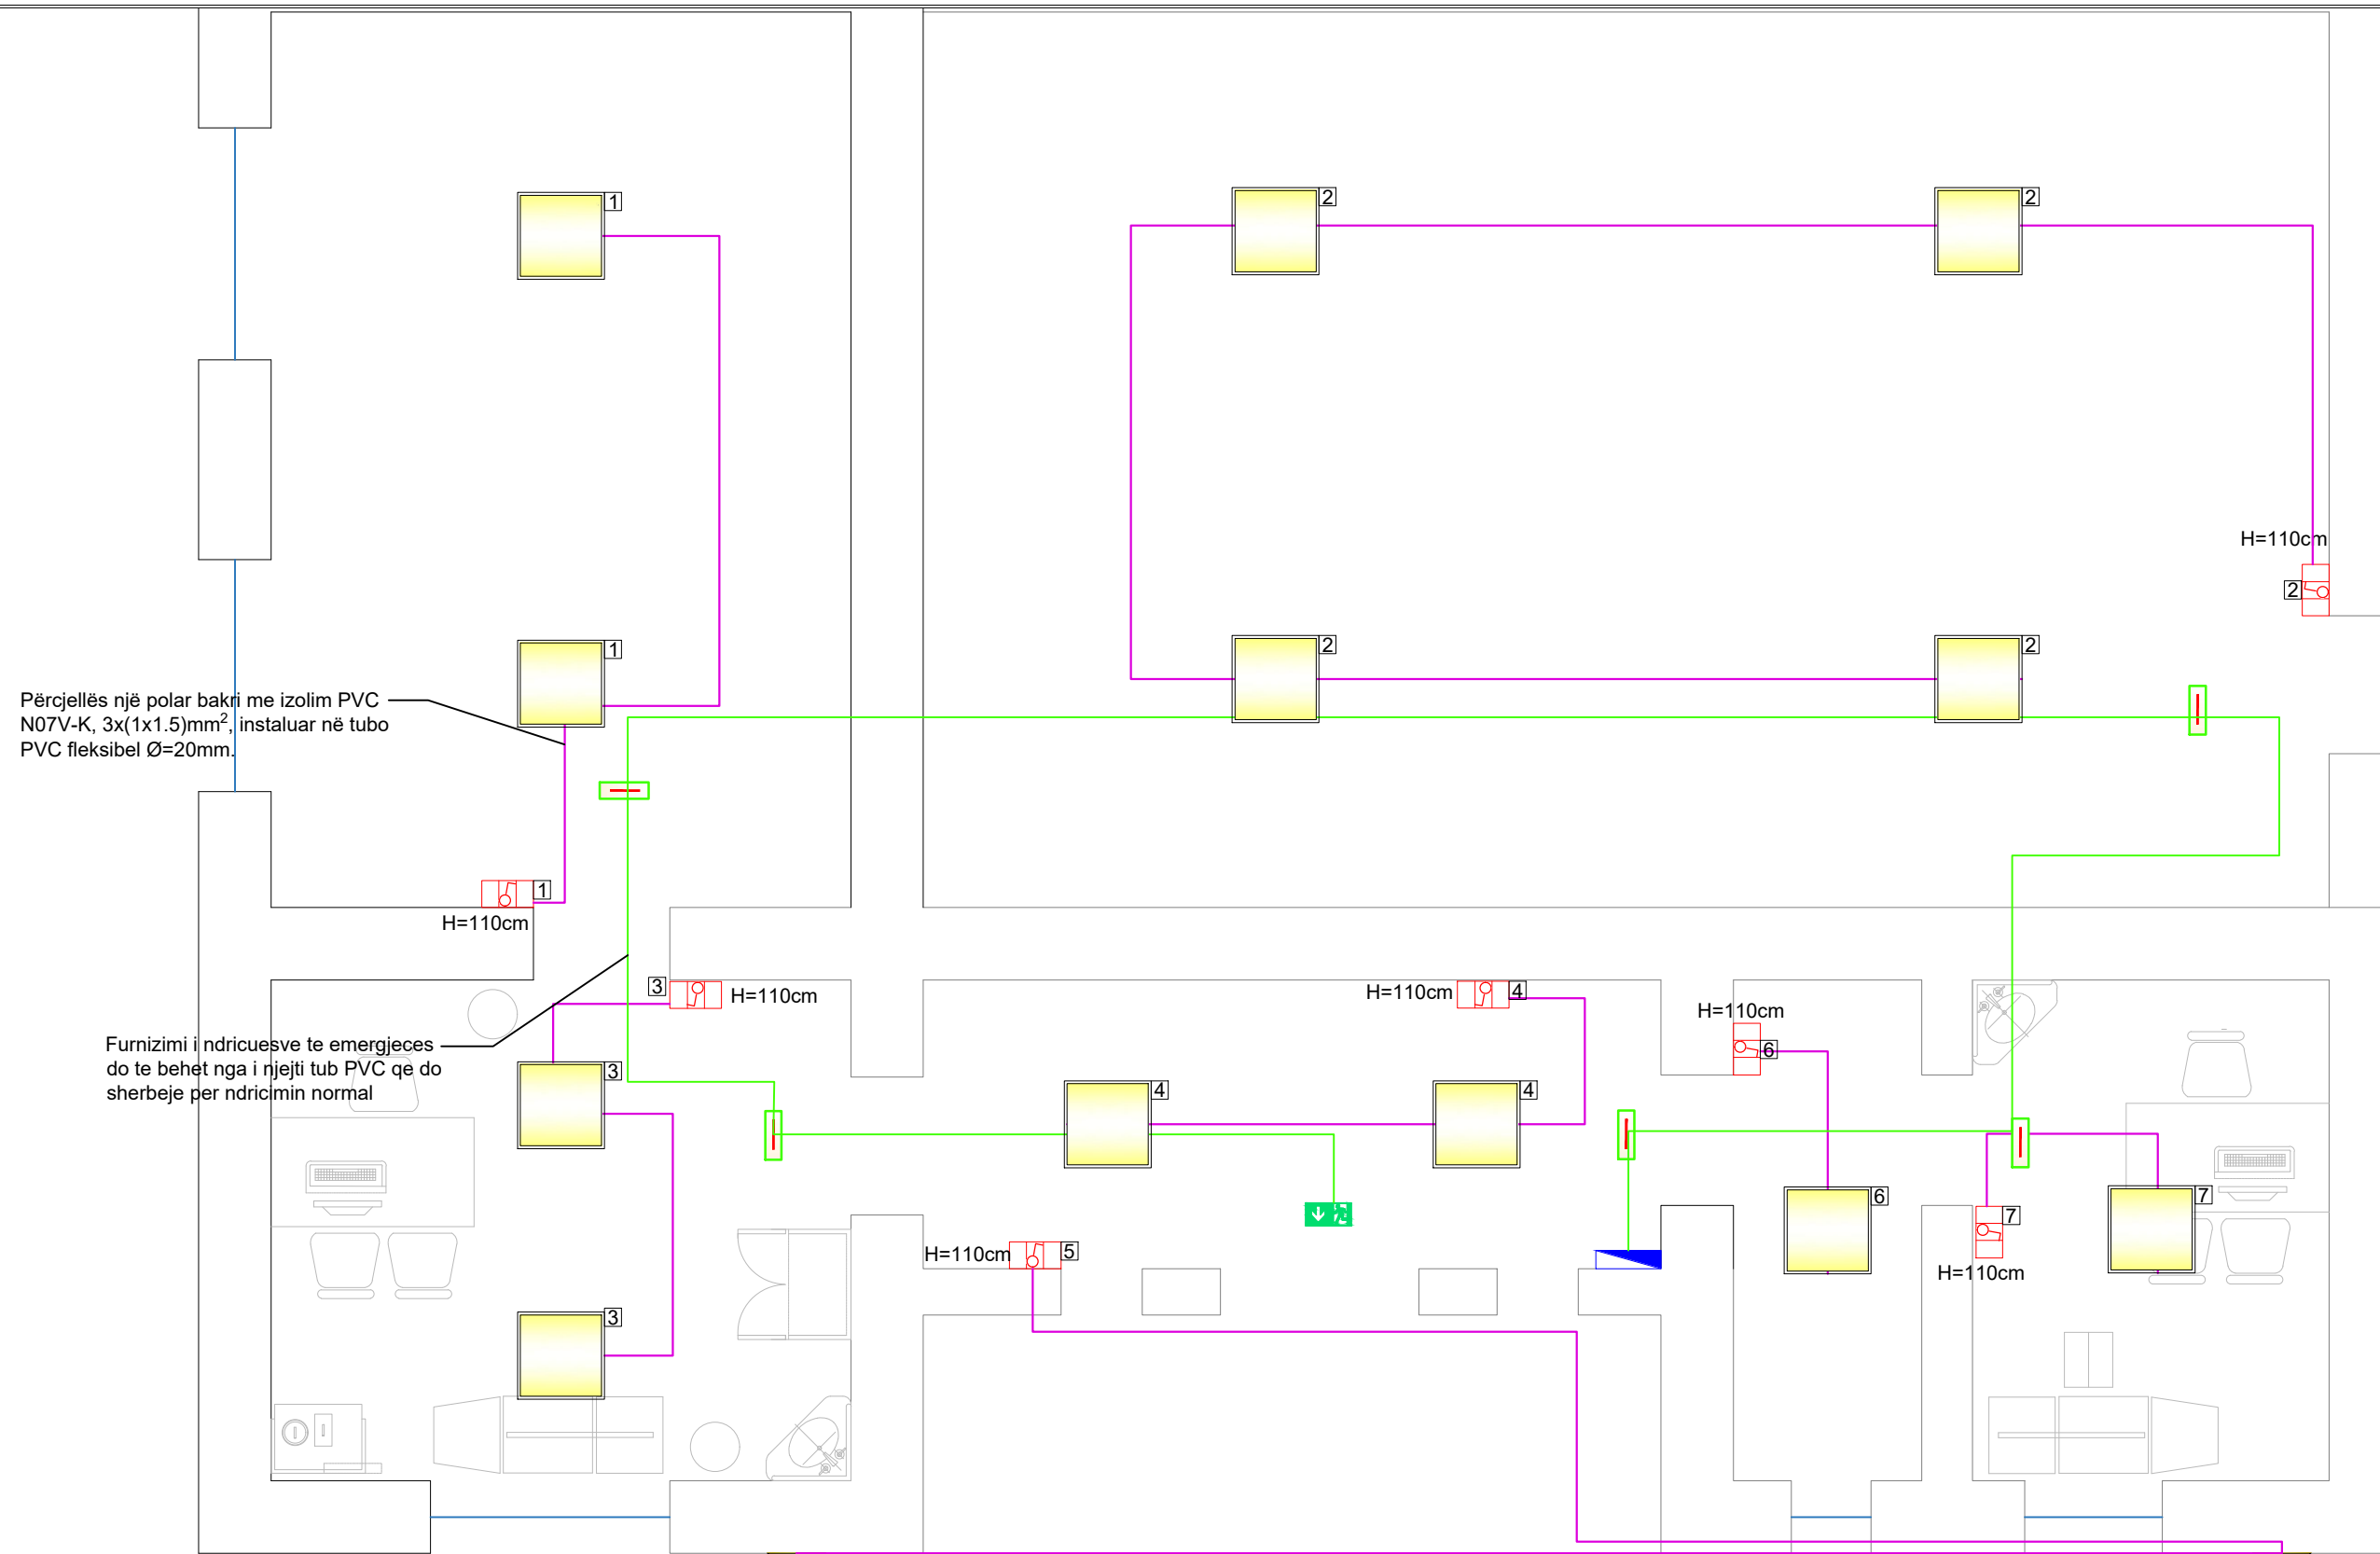 1
2
2
H=110cm
2
1
2
2
Përcjellës një polar bakri me izolim PVC
N07V-K, 3x(1x1.5)mm², instaluar në tubo
PVC fleksibel Ø=20mm.
1
H=110cm
3
H=110cm
H=110cm
4
H=110cm
6
Furnizimi i ndricuesve te emergjeces
do te behet nga i njejti tub PVC qe do
sherbeje per ndricimin normal
3
4
4
6
7
7
H=110cm
5
H=110cm
3